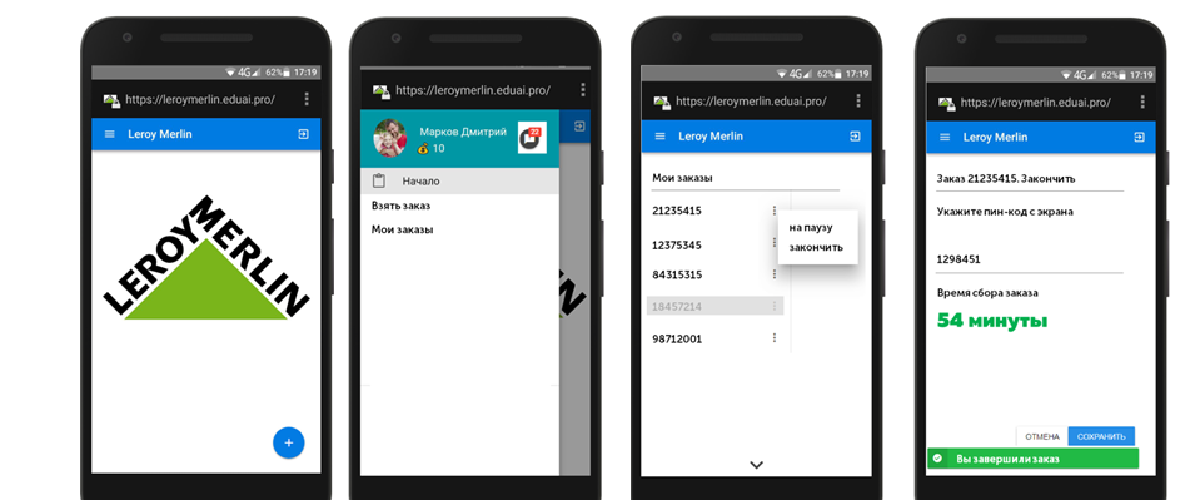 4G 62% 17:19
https://leroymerlin.eduai.pro/
Leroy Merlin
LEROY MERLIN
+
https://leroymerlin.eduai.pro/
Марков Дмитрий
22
10
Начало
Взять заказ
Мои заказы
4G 62% 17:19
https://leroymerlin.eduai.pro/
Leroy Merlin
Мои заказы
21235415
на паузу
12375345
закончить
84315315
18457214
98712001
4G 62% 17:19
https://leroymerlin.eduai.pro/
Leroy Merlin
Заказ 21235415. Закончить
Укажите пин-код с экрана
1298451
Время сбора заказа
54 минуты
ОТМЕНА СОХРАНИТЬ
Вы завершили заказ